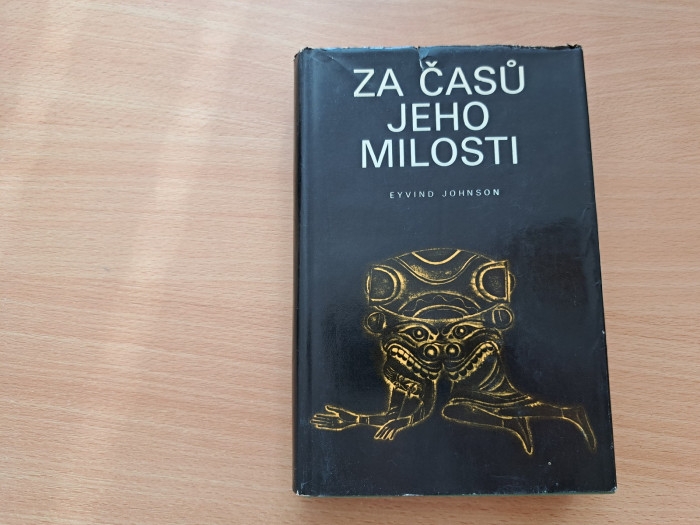 ZA ČASŮ
JEHO
MILOSTI
EYVIND JOHNSON